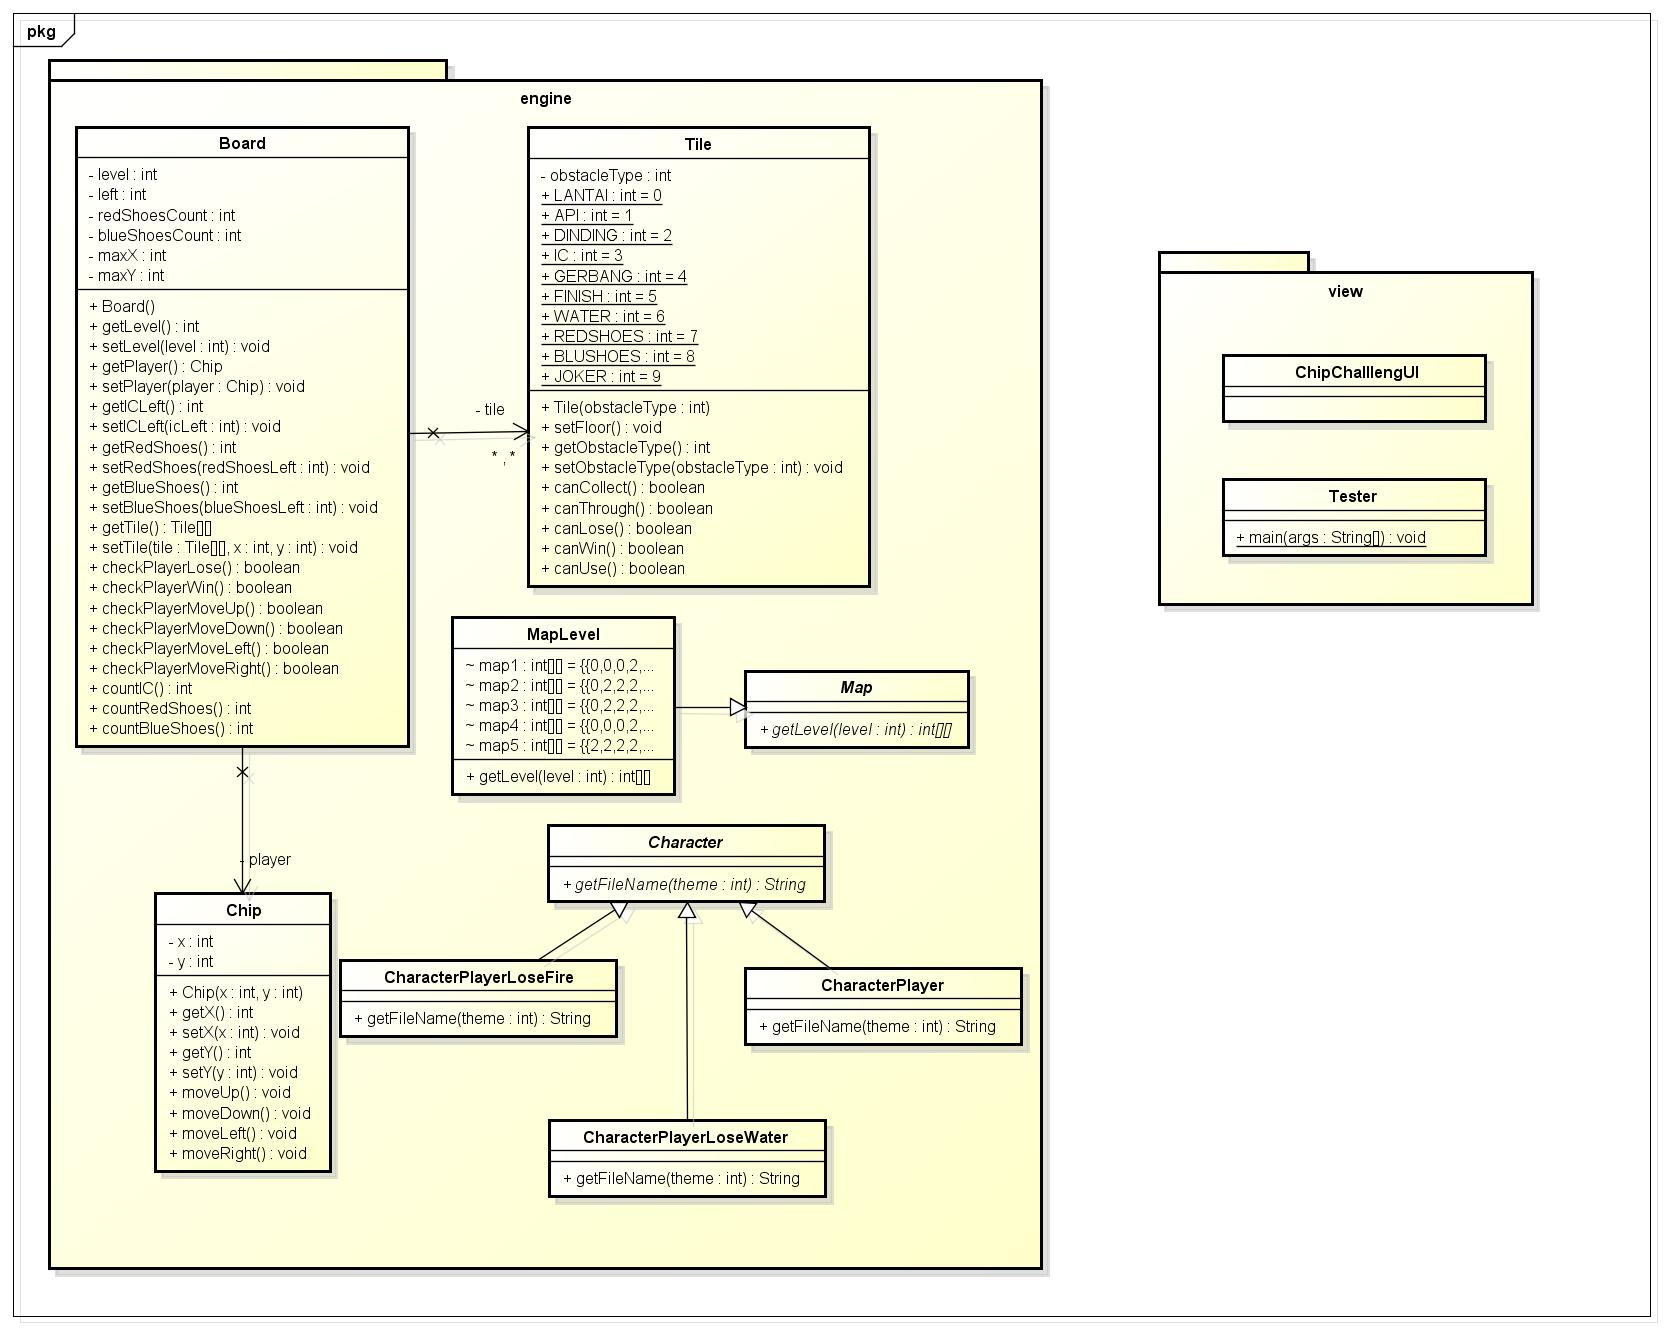 pkg
engine
Board
- level : int
- left : int
- redShoesCount : int
- blueShoesCount : int
- maxX : int
- maxY : int
+ Board()
+ getLevel() : int
+ setLevel(level : int) : void
+ getPlayer() : Chip
+ setPlayer(player : Chip) : void
+ getICLeft() : int
+ setICLeft(icLeft : int) : void
+ getRedShoes() : int
+ setRedShoes(redShoesLeft : int) : void
+ getBlueShoes() : int
+ setBlueShoes(blueShoesLeft : int) : void
+ getTile() : Tile[][]
+ setTile(tile : Tile[][], x : int, y : int) : void
+ checkPlayerLose() : boolean
+ checkPlayerWin() : boolean
+ checkPlayerMoveUp() : boolean
+ checkPlayerMoveDown() : boolean
+ checkPlayerMoveLeft() : boolean
+ checkPlayerMoveRight() : boolean
+ countIC() : int
+ countRedShoes() : int
+ countBlueShoes() : int
- tile
* , *
Tile
- obstacleType : int
+ LANTAI : int = 0
+ API : int = 1
+ DINDING : int = 2
+ IC : int = 3
+ GERBANG : int = 4
+ FINISH : int = 5
+ WATER : int = 6
+ REDSHOES : int = 7
+ BLUSHOES : int = 8
+ JOKER : int = 9
+ Tile(obstacleType : int)
+ setFloor() : void
+ getObstacleType() : int
+ setObstacleType(obstacleType : int) : void
+ canCollect() : boolean
+ canThrough() : boolean
+ canLose() : boolean
+ canWin() : boolean
+ canUse() : boolean
MapLevel
~ map1 : int[][] = {{0,0,0,2,...
~ map2 : int[][] = {{0,2,2,2,...
~ map3 : int[][] = {{0,2,2,2,...
~ map4 : int[][] = {{0,0,0,2,...
~ map5 : int[][] = {{2,2,2,2,...
+ getLevel(level : int) : int[][]
Map
+ getLevel(level : int) : int[][]
Character
+ getFileName(theme : int) : String
- player
Chip
- x : int
- y : int
+ Chip(x : int, y : int)
+ getX() : int
+ setX(x : int) : void
+ getY() : int
+ setY(y : int) : void
+ moveUp() : void
+ moveDown() : void
+ moveLeft() : void
+ moveRight() : void
CharacterPlayerLoseFire
+ getFileName(theme : int) : String
CharacterPlayer
+ getFileName(theme : int) : String
CharacterPlayerLoseWater
+ getFileName(theme : int) : String
view
ChipChalllengUI
Tester
+ main(args : String[]) : void